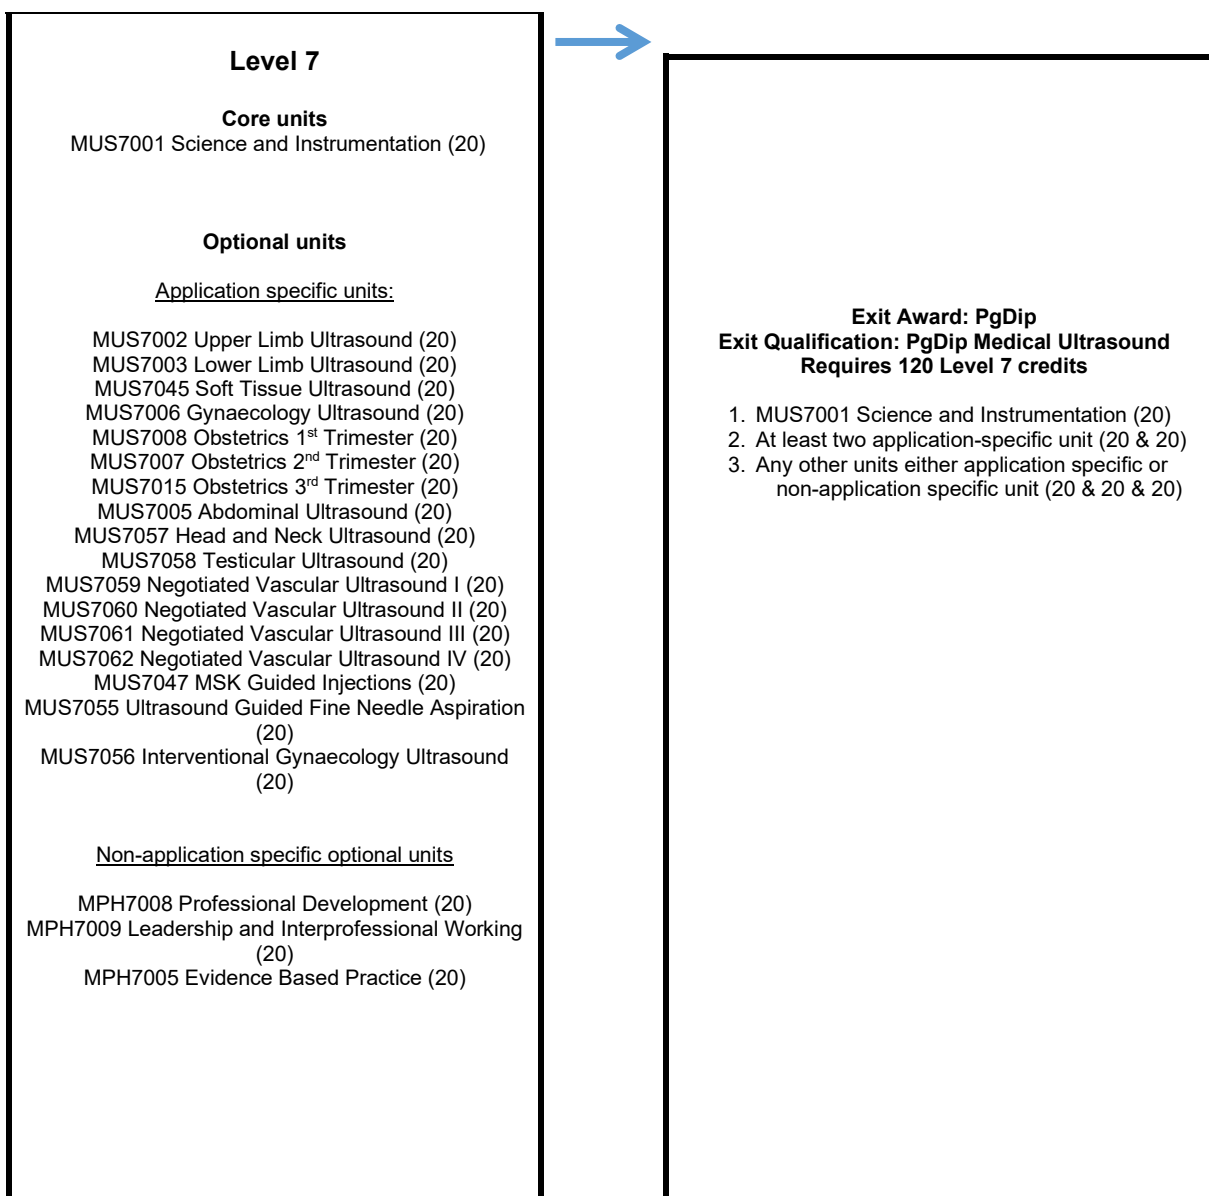 Level 7
Core units
MUS7001 Science and Instrumentation (20)
Optional units
Application specific units:
MUS7002 Upper Limb Ultrasound (20)
MUS7003 Lower Limb Ultrasound (20)
MUS7045 Soft Tissue Ultrasound (20)
MUS7006 Gynaecology Ultrasound (20)
MUS7008 Obstetrics 1st Trimester (20)
MUS7007 Obstetrics 2nd Trimester (20)
MUS7015 Obstetrics 3rd Trimester (20)
MUS7005 Abdominal Ultrasound (20)
MUS7057 Head and Neck Ultrasound (20)
MUS7058 Testicular Ultrasound (20)
MUS7059 Negotiated Vascular Ultrasound I (20)
MUS7060 Negotiated Vascular Ultrasound II (20)
MUS7061 Negotiated Vascular Ultrasound III (20)
MUS7062 Negotiated Vascular Ultrasound IV (20)
MUS7047 MSK Guided Injections (20)
MUS7055 Ultrasound Guided Fine Needle Aspiration
(20)
MUS7056 Interventional Gynaecology Ultrasound
(20)
Non-application specific optional units
MPH7008 Professional Development (20)
MPH7009 Leadership and Interprofessional Working
(20)
MPH7005 Evidence Based Practice (20)
Exit Award: PgDip
Exit Qualification: PgDip Medical Ultrasound
Requires 120 Level 7 credits
1. MUS7001 Science and Instrumentation (20)
2. At least two application-specific unit (20 & 20)
3. Any other units either application specific or
non-application specific unit (20 & 20 & 20)